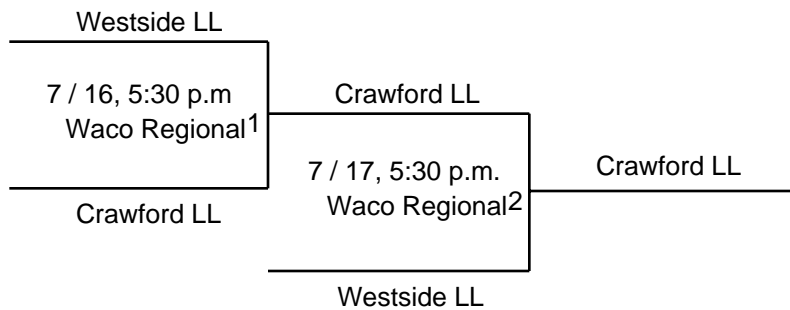 Westside LL
7 / 16, 5:30 p.m
Waco Regional1
Crawford LL
Crawford LL
7 / 17, 5:30 p.m.
Waco Regional2
Westside LL
Crawford LL